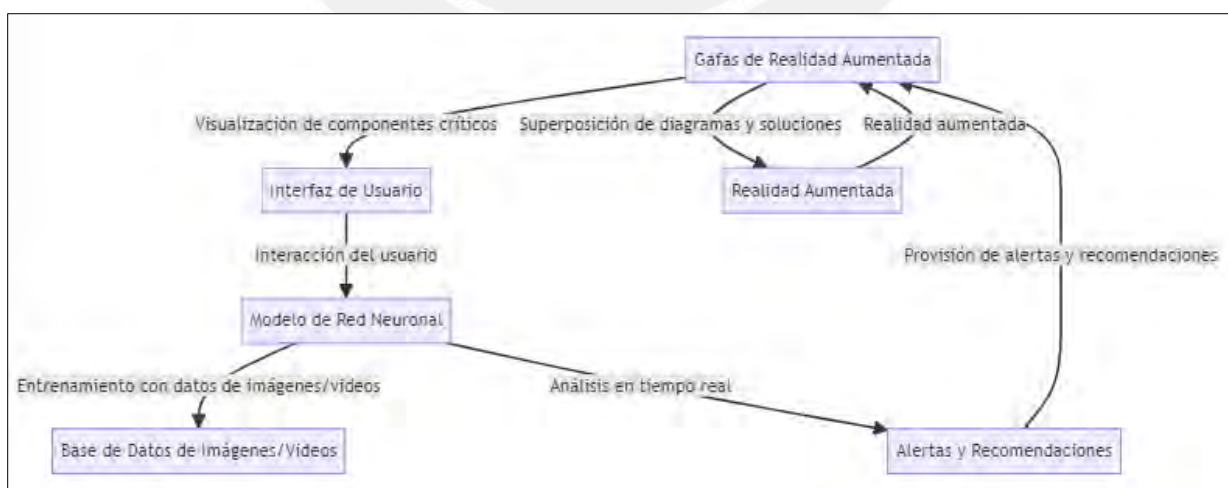 Gafas de Realidad Aumentada
Visualización de componentes críticos
Superposición de diagramas y soluciones
Realidad aumentada
Interfaz de Usuario
Realidad Aumentada
Interacción del usuario
Provisión de alertas y recomendaciones
Modelo de Red Neuronal
Entrenamiento con datos de imágenes/videos
Análisis en tiempo real
Base de Datos de Imágenes/Videos
Alertas y Recomendaciones